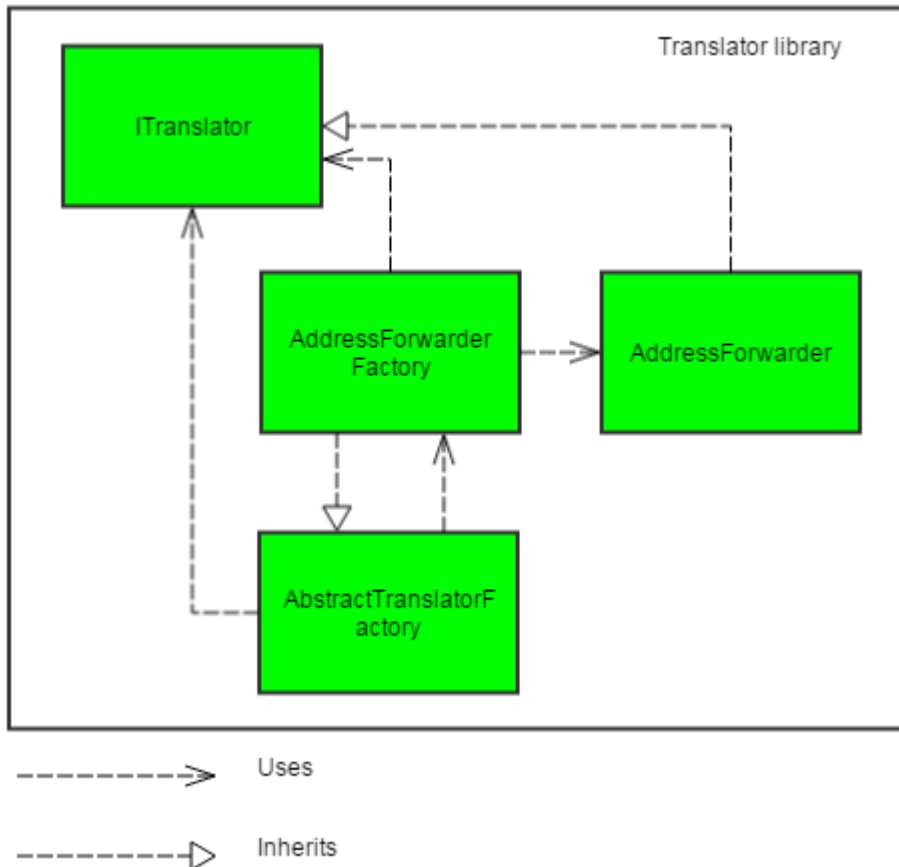 Translator library
ITranslator
AddressForwarder
Factory
AddressForwarder
AbstractTranslatorF
actory
Uses
Inherits